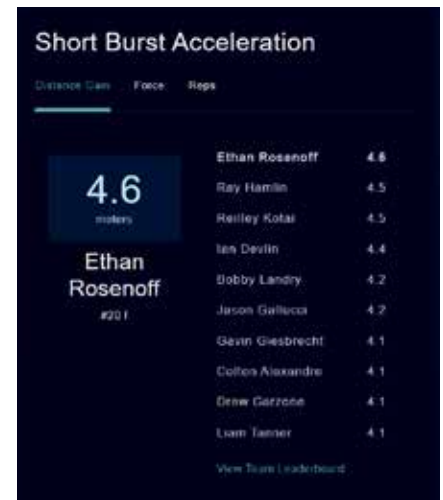 Short Burst Acceleration
Distance Gain Force Reps
4.6
meters
Ethan
Rosenoff
#20 F
Ethan Rosenoff 4.6
Ray Hamlin 4.5
Reilley Kotai 4.5
Ian Devlin 4.4
Bobby Landry 4.2
Jason Gallucci 4.2
Gavin Giesbrecht 4.1
Colten Alexandre 4.1
Drew Garzone 4.1
Liam Tanner 4.1
View Team Leaderboard